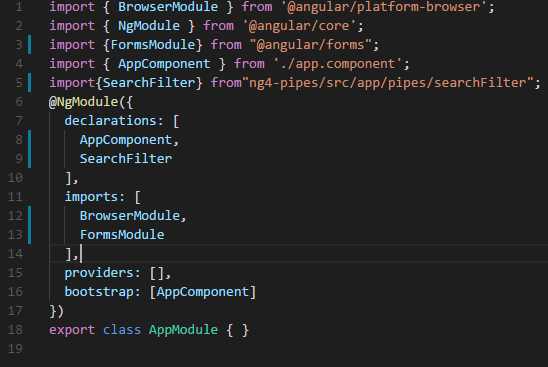 1 import { BrowserModule } from '@angular/platform-browser';
2 import { NgModule } from '@angular/core';
3 import {FormsModule} from "@angular/forms";
4 import { AppComponent } from './app.component';
5 import{SearchFilter} from"ng4-pipes/src/app/pipes/searchFilter";
6 @NgModule({
7   declarations: [
8     AppComponent,
9     SearchFilter
10   ],
11   imports: [
12     BrowserModule,
13     FormsModule
14   ],
15   providers: [],
16   bootstrap: [AppComponent]
17 })
18 export class AppModule { }
19